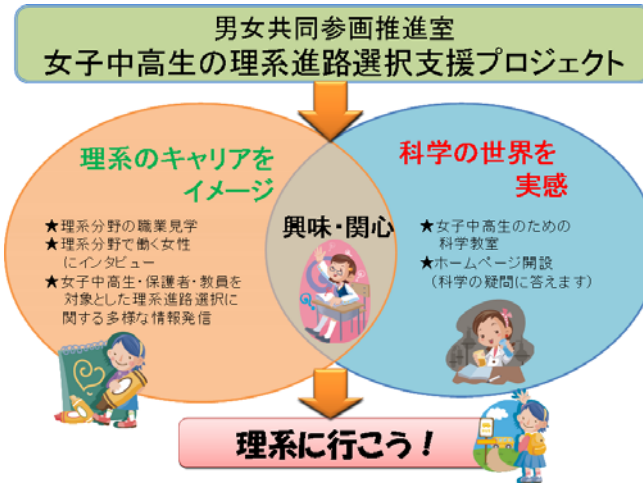 男女共同参画推進室
女子中高生の理系進路選択支援プロジェクト
理系のキャリアを
イメージ
★理系分野の職業見学
★理系分野で働く女性
にインタビュー
★女子中高生・保護者・教員を
対象とした理系進路選択に
関する多様な情報発信
興味・関心
科学の世界を
実感
★女子中高生のための
科学教室
★ホームページ開設
（科学の疑問に答えます）
理系に行こう！